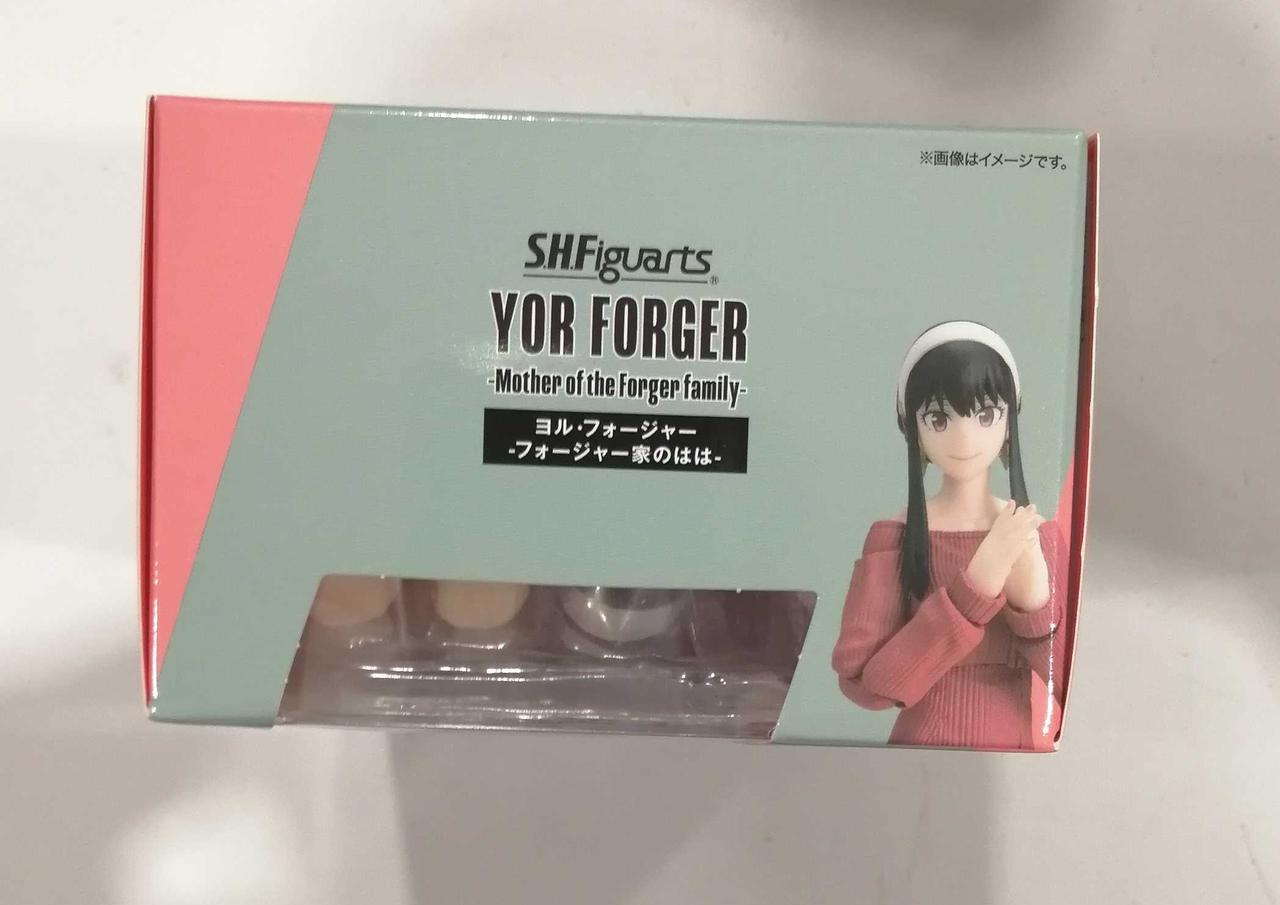 ※画像はイメージです。
S.H.Figuarts®
YOR FORGER
-Mother of the Forger family-
ヨル・フォージャー
-フォージャー家のはは-